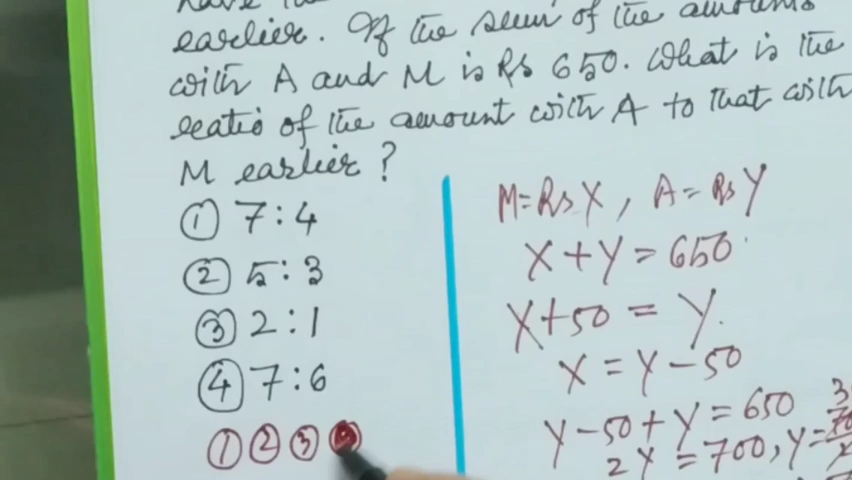 have the
earlier. If the sum of the amounts
with A and M is Rs 650. What is the
ratio of the amount with A to that with
M earlier?
① 7:4
② 5:3
③ 2:1
④ 7:6
① ② ③
M = Rs X, A = Rs Y
X + Y = 650
X + 50 = Y.
X = Y - 50
Y - 50 + Y = 650
2Y = 700, Y =